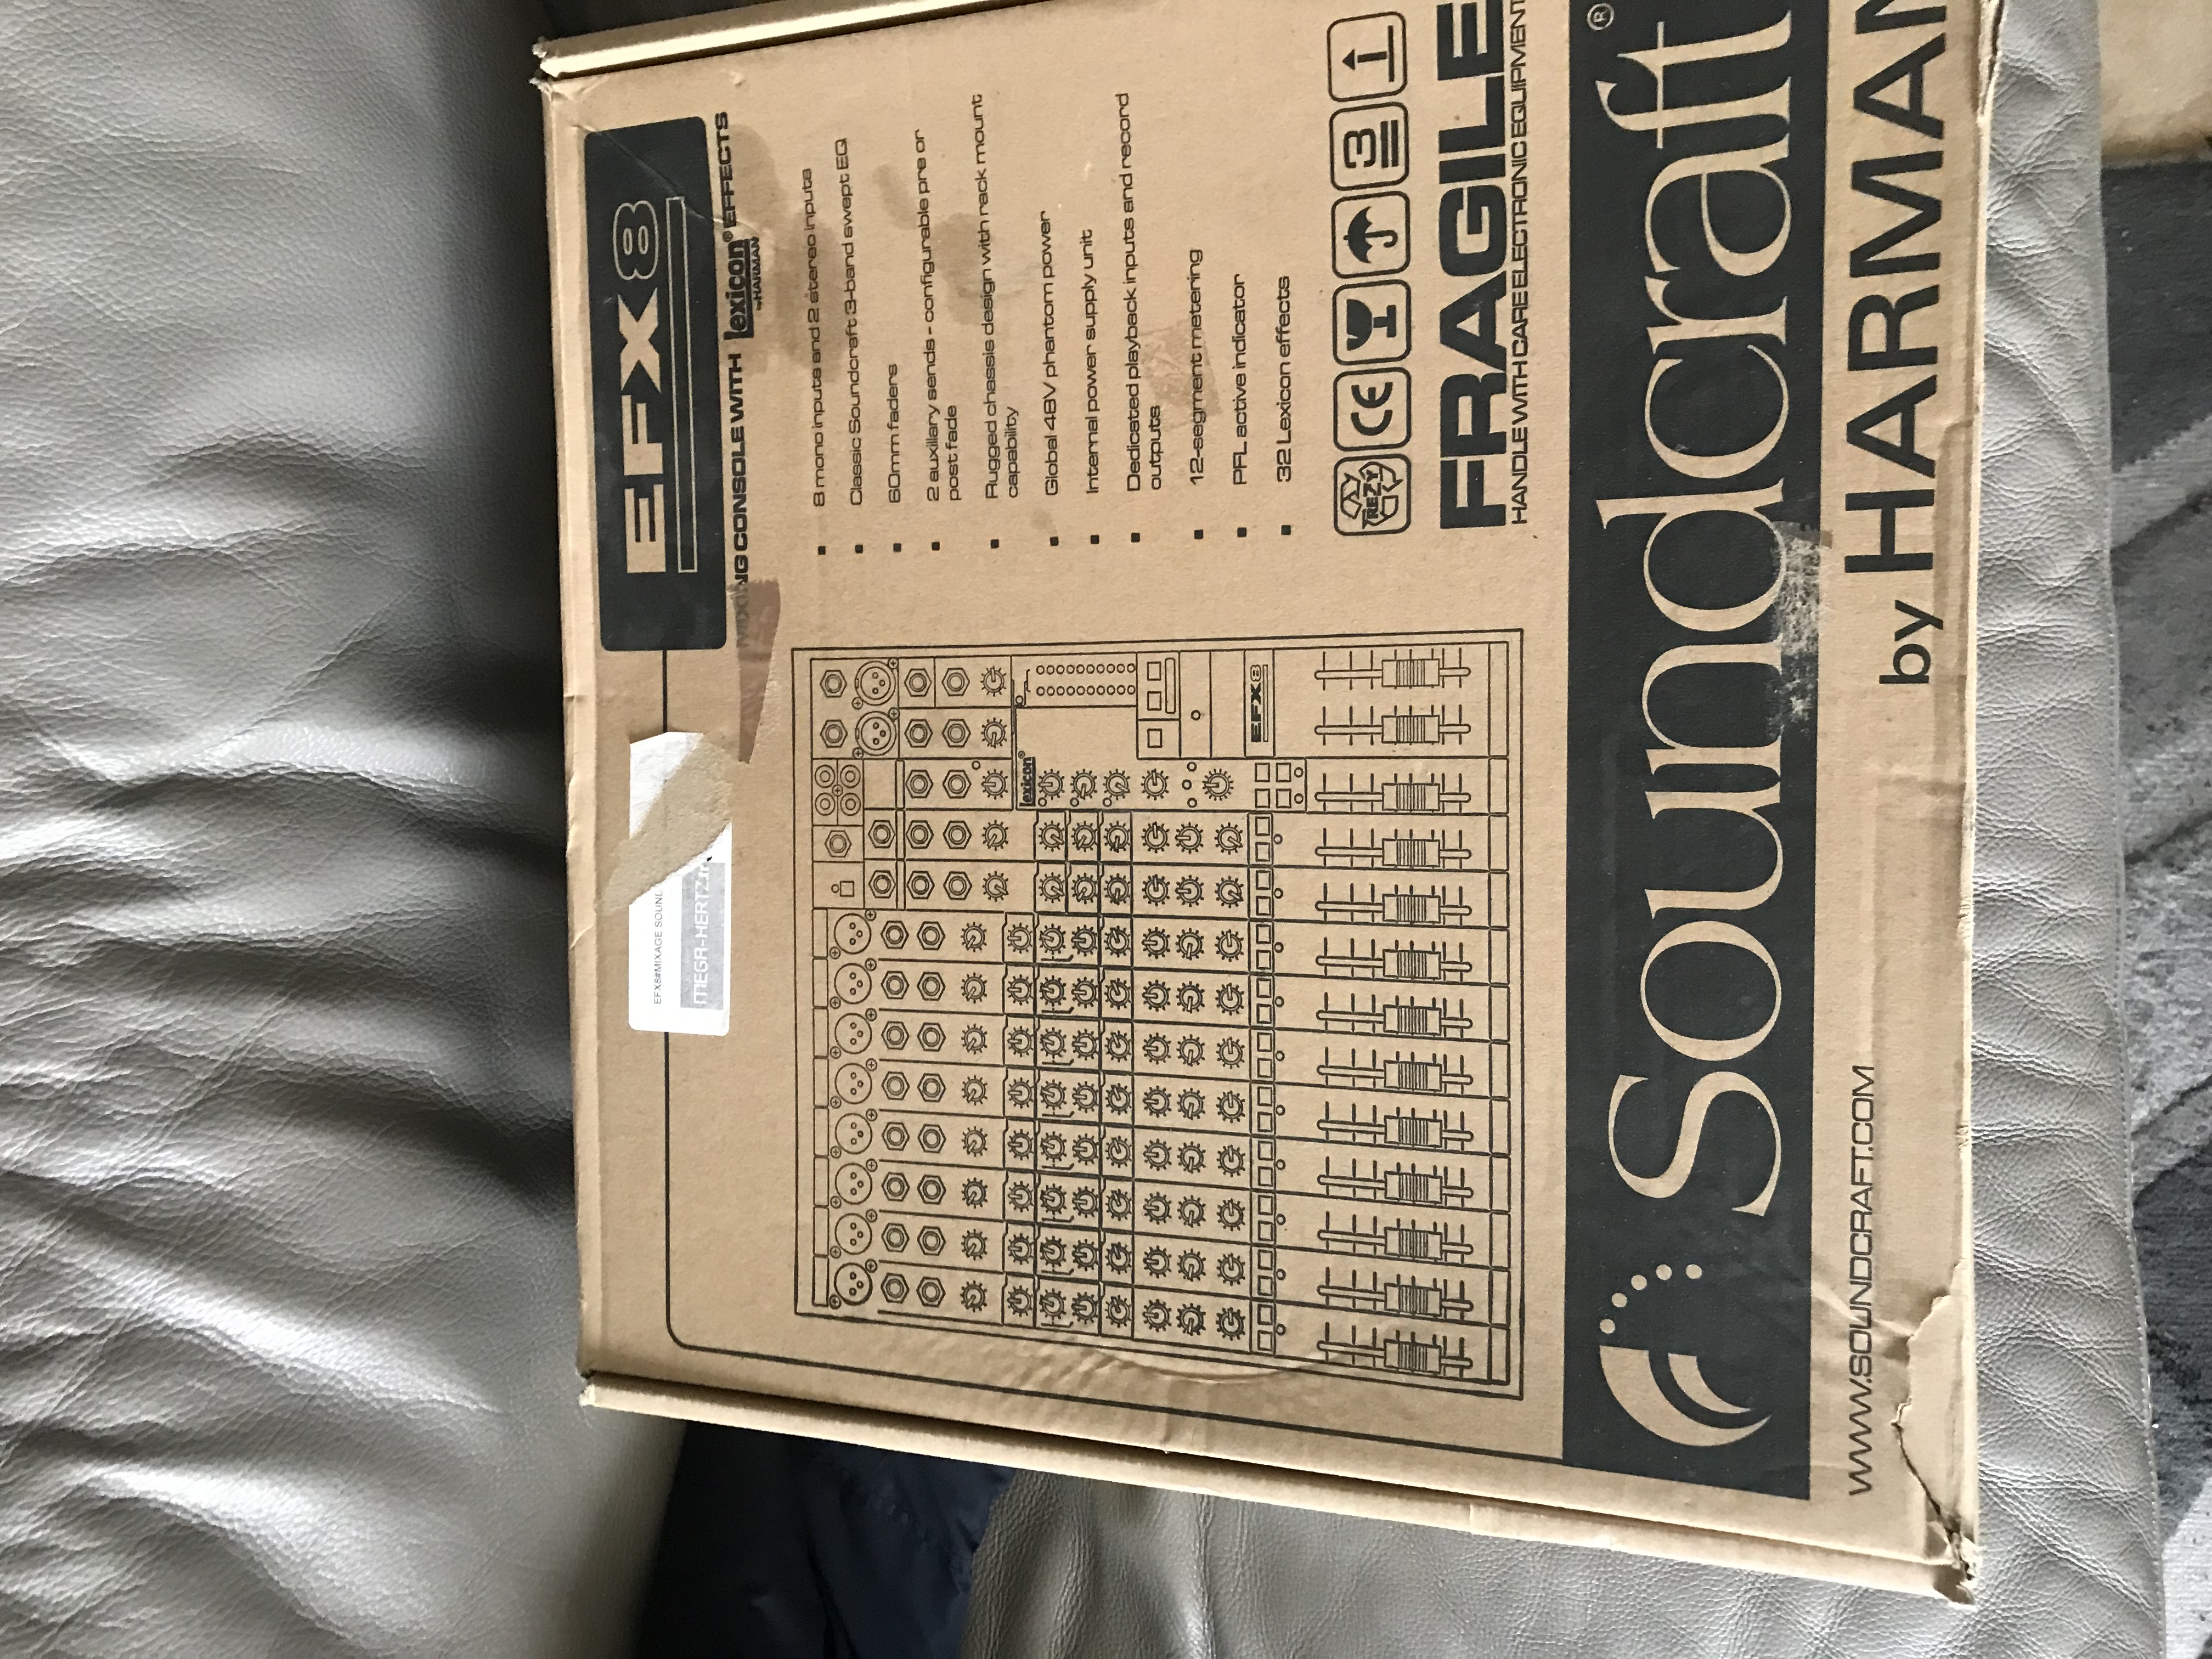 EFX8
MIXING CONSOLE WITH lexicon® EFFECTS
by HARMAN
EFX8#MIXAGE SOUND
MEGA-HERTZ
▪ 8 mono inputs and 2 stereo inputs
▪ Classic Soundcraft 3-band swept EQ
▪ 60mm faders
▪ 2 auxiliary sends - configurable pre or
post fade
▪ Rugged chassis design with rack mount
capability
▪ Global 48V phantom power
▪ Internal power supply unit
▪ Dedicated playback inputs and record
outputs
▪ 12-segment metering
▪ PFL active indicator
▪ 32 Lexicon effects
lexicon®
EFX8
REZY CE 3
FRAGILE
HANDLE WITH CARE ELECTRONIC EQUIPMENT
Soundcraft®
WWW.SOUNDCRAFT.COM
by HARMAN